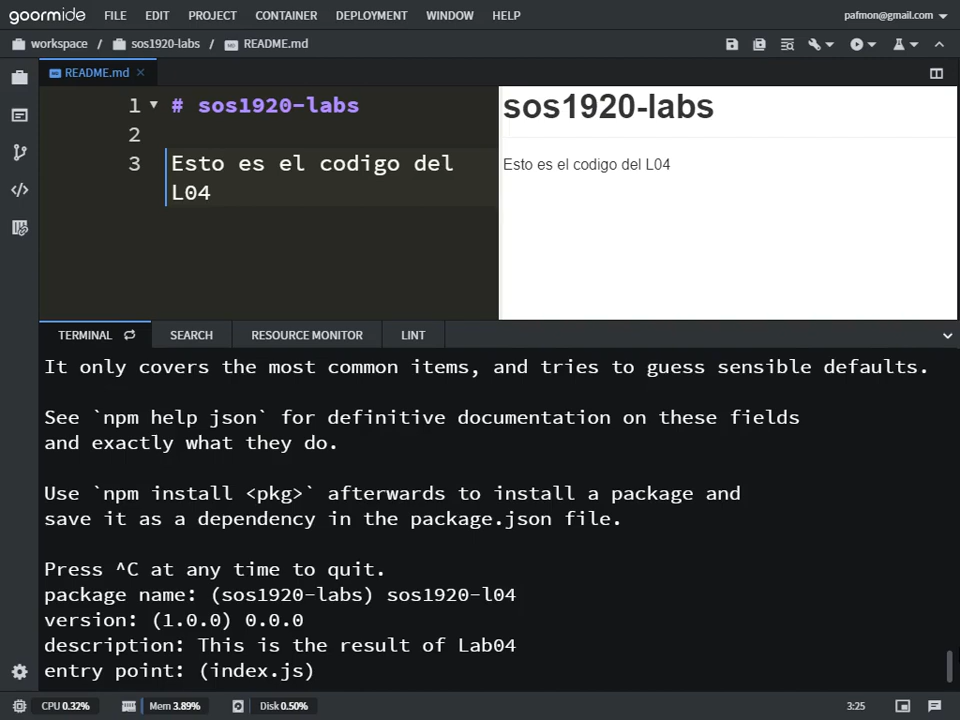 goormide FILE EDIT PROJECT CONTAINER DEPLOYMENT WINDOW HELP pafmon@gmail.com
workspace / sos1920-labs / README.md
README.md
1 # sos1920-labs
2
3 Esto es el codigo del
L04
sos1920-labs
Esto es el codigo del L04
TERMINAL SEARCH RESOURCE MONITOR LINT
It only covers the most common items, and tries to guess sensible defaults.
See `npm help json` for definitive documentation on these fields
and exactly what they do.
Use `npm install <pkg>` afterwards to install a package and
save it as a dependency in the package.json file.
Press ^C at any time to quit.
package name: (sos1920-labs) sos1920-l04
version: (1.0.0) 0.0.0
description: This is the result of Lab04
entry point: (index.js)
CPU 0.32% Mem 3.89% Disk 0.50% 3:25